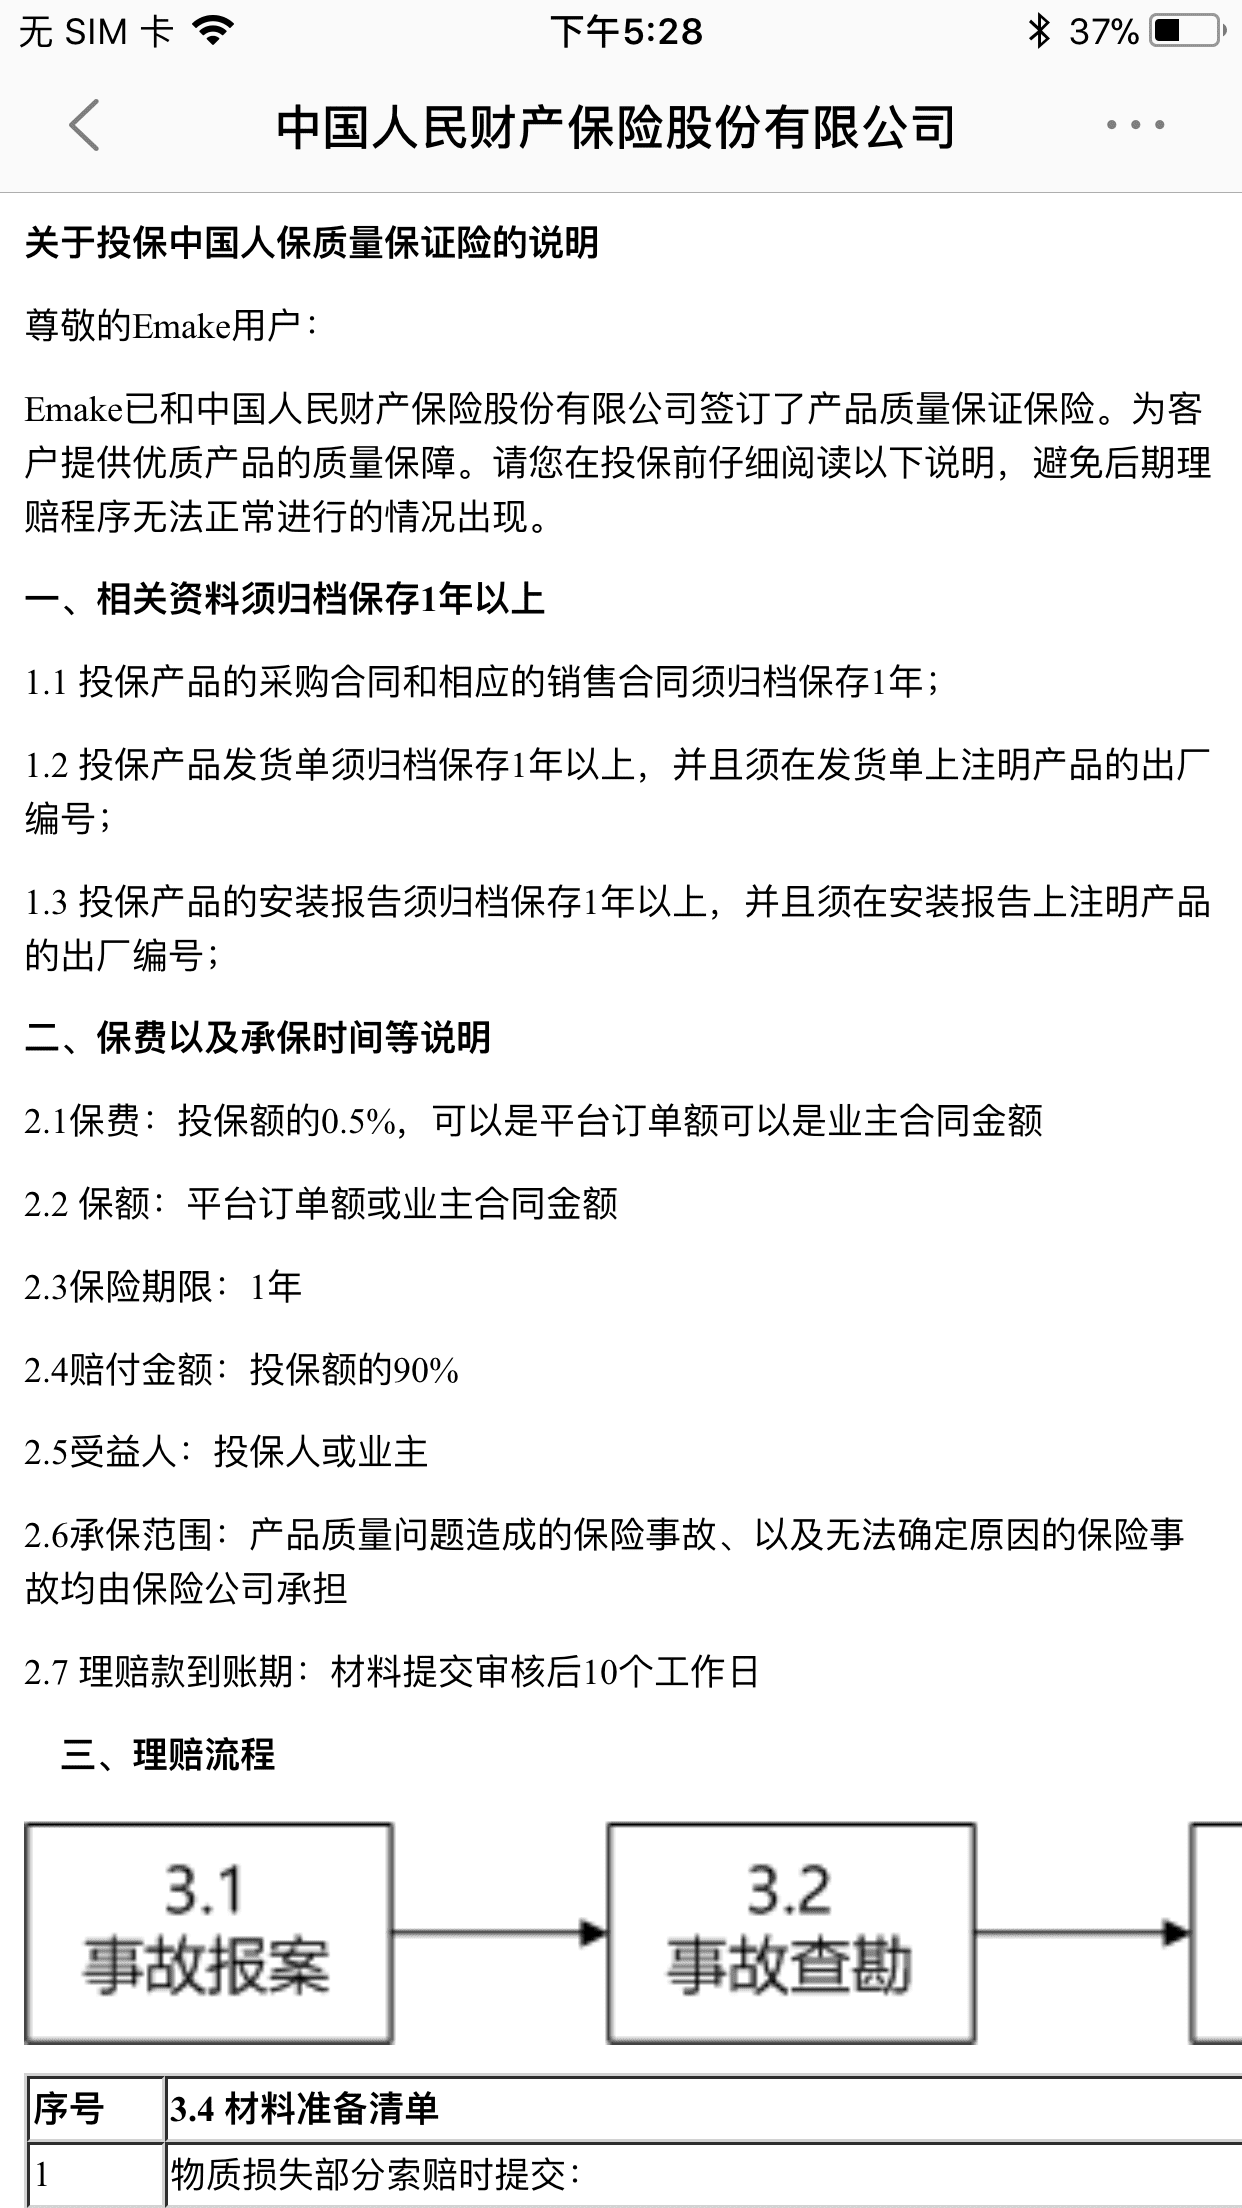 无 SIM 卡 下午5:28 37%
中国人民财产保险股份有限公司
关于投保中国人保质量保证险的说明
尊敬的Emake用户：
Emake已和中国人民财产保险股份有限公司签订了产品质量保证保险。为客
户提供优质产品的质量保障。请您在投保前仔细阅读以下说明，避免后期理
赔程序无法正常进行的情况出现。
一、相关资料须归档保存1年以上
1.1 投保产品的采购合同和相应的销售合同须归档保存1年；
1.2 投保产品发货单须归档保存1年以上，并且须在发货单上注明产品的出厂
编号；
1.3 投保产品的安装报告须归档保存1年以上，并且须在安装报告上注明产品
的出厂编号；
二、保费以及承保时间等说明
2.1保费：投保额的0.5%，可以是平台订单额可以是业主合同金额
2.2 保额：平台订单额或业主合同金额
2.3保险期限：1年
2.4赔付金额：投保额的90%
2.5受益人：投保人或业主
2.6承保范围：产品质量问题造成的保险事故、以及无法确定原因的保险事
故均由保险公司承担
2.7 理赔款到账期：材料提交审核后10个工作日
三、理赔流程
3.1
事故报案
3.2
事故查勘
序号 3.4 材料准备清单
1 物质损失部分索赔时提交：